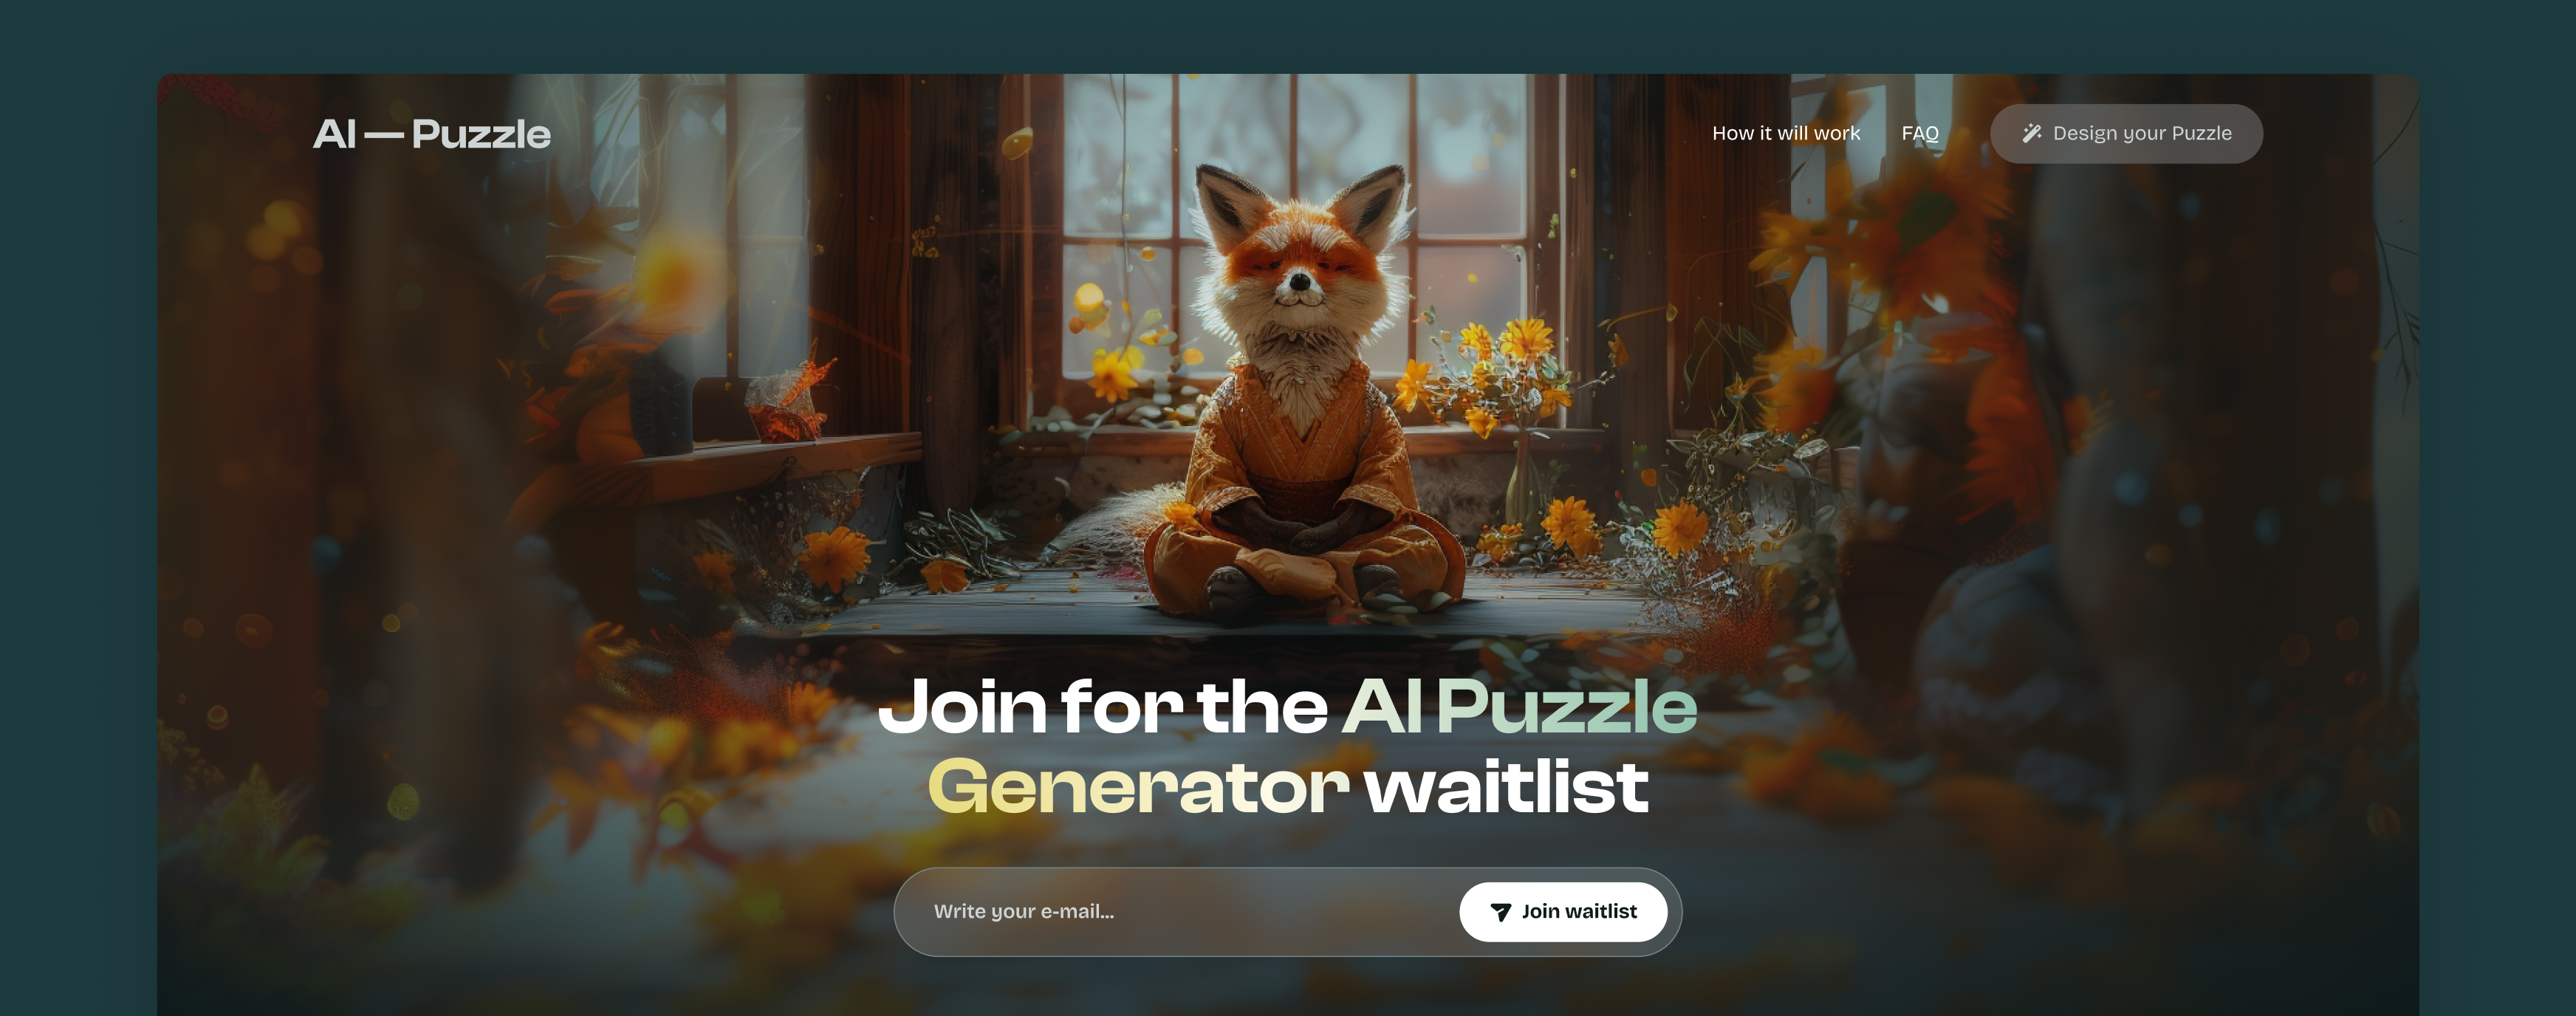 AI — Puzzle
How it will work
FAQ
Design your Puzzle
Join for the AI Puzzle
Generator waitlist
Write your e-mail...
Join waitlist